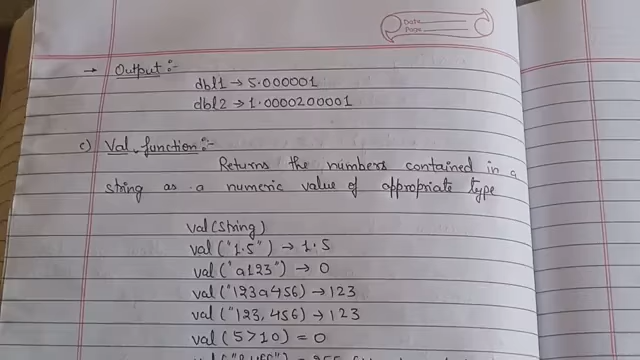 Date
Page
→ Output :-
dbl1 → 5.000001
dbl2 → 1.0000200001
c) Val function :-
Returns the numbers contained in a
string as a numeric value of appropriate type
val(string)
val("1.5") → 1.5
val("a123") → 0
val("123a456) → 123
val("123,456) → 123
val(5>10) = 0